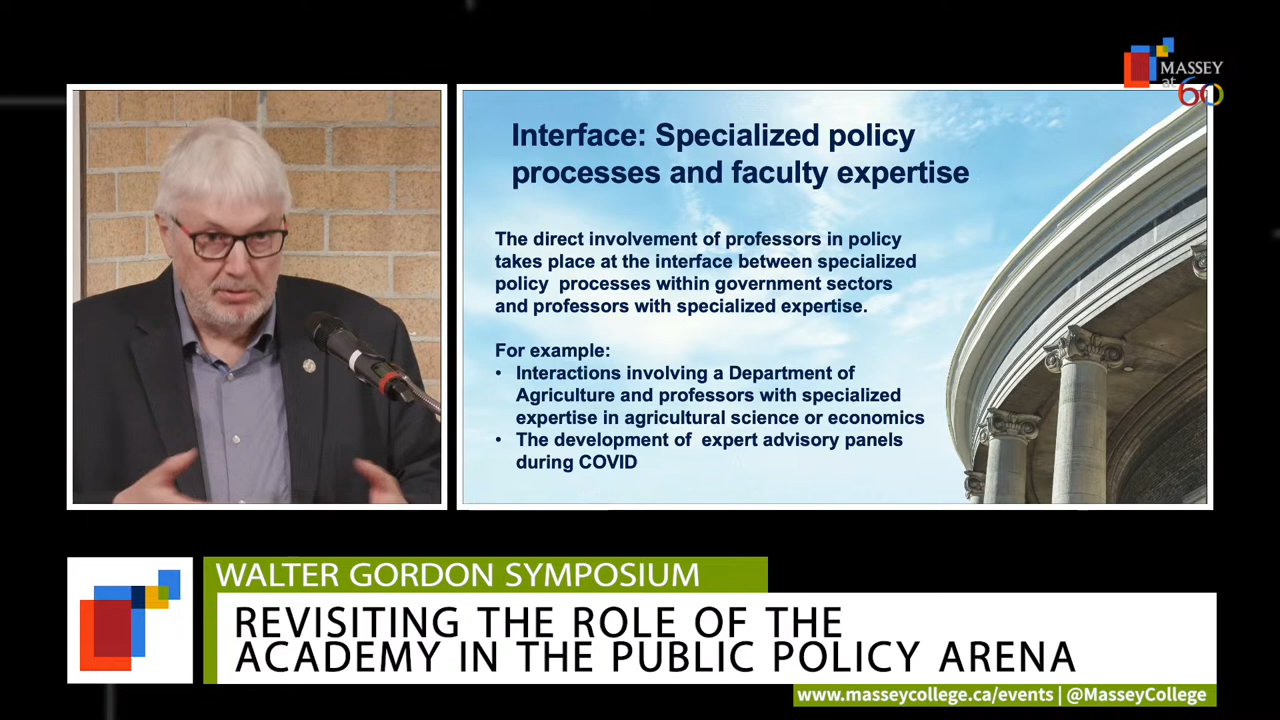 MASSEY
at 60
Interface: Specialized policy
processes and faculty expertise
The direct involvement of professors in policy
takes place at the interface between specialized
policy processes within government sectors
and professors with specialized expertise.
For example:
• Interactions involving a Department of
Agriculture and professors with specialized
expertise in agricultural science or economics
• The development of expert advisory panels
during COVID
WALTER GORDON SYMPOSIUM
REVISITING THE ROLE OF THE
ACADEMY IN THE PUBLIC POLICY ARENA
www.masseycollege.ca/events | @MasseyCollege